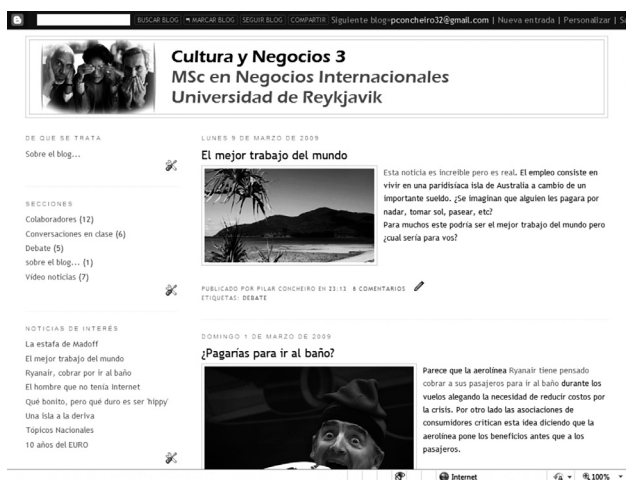 BUSCAR BLOG MARCAR BLOG SEGUIR BLOG COMPARTIR Siguiente blog» pconcheiro32@gmail.com | Nueva entrada | Personalizar | S
Cultura y Negocios 3
MSc en Negocios Internacionales
Universidad de Reykjavik
DE QUE SE TRATA
Sobre el blog...
SECCIONES
Colaboradores (12)
Conversaciones en clase (6)
Debate (5)
sobre el blog... (1)
Vídeo noticias (7)
NOTICIAS DE INTERÉS
La estafa de Madoff
El mejor trabajo del mundo
Ryanair, cobrar por ir al baño
El hombre que no tenía Internet
Qué bonito, pero qué duro es ser 'hippy'
Una isla a la deriva
Tópicos Nacionales
10 años del EURO
LUNES 9 DE MARZO DE 2009
El mejor trabajo del mundo
Esta noticia es increíble pero es real. El empleo consiste en
vivir en una paridisíaca isla de Australia a cambio de un
importante sueldo. ¿Se imaginan que alguien les pagara por
nadar, tomar sol, pasear, etc?
Para muchos este podría ser el mejor trabajo del mundo pero
¿cual sería para vos?
PUBLICADO POR PILAR CONCHEIRO EN 23:13 8 COMENTARIOS
ETIQUETAS: DEBATE
DOMINGO 1 DE MARZO DE 2009
¿Pagarías para ir al baño?
Parece que la aerolínea Ryanair tiene pensado
cobrar a sus pasajeros para ir al baño durante los
vuelos alegando la necesidad de reducir costos por
la crisis. Por otro lado las asociaciones de
consumidores critican esta idea diciendo que la
aerolínea pone los beneficios antes que a los
pasajeros.
Internet 100%